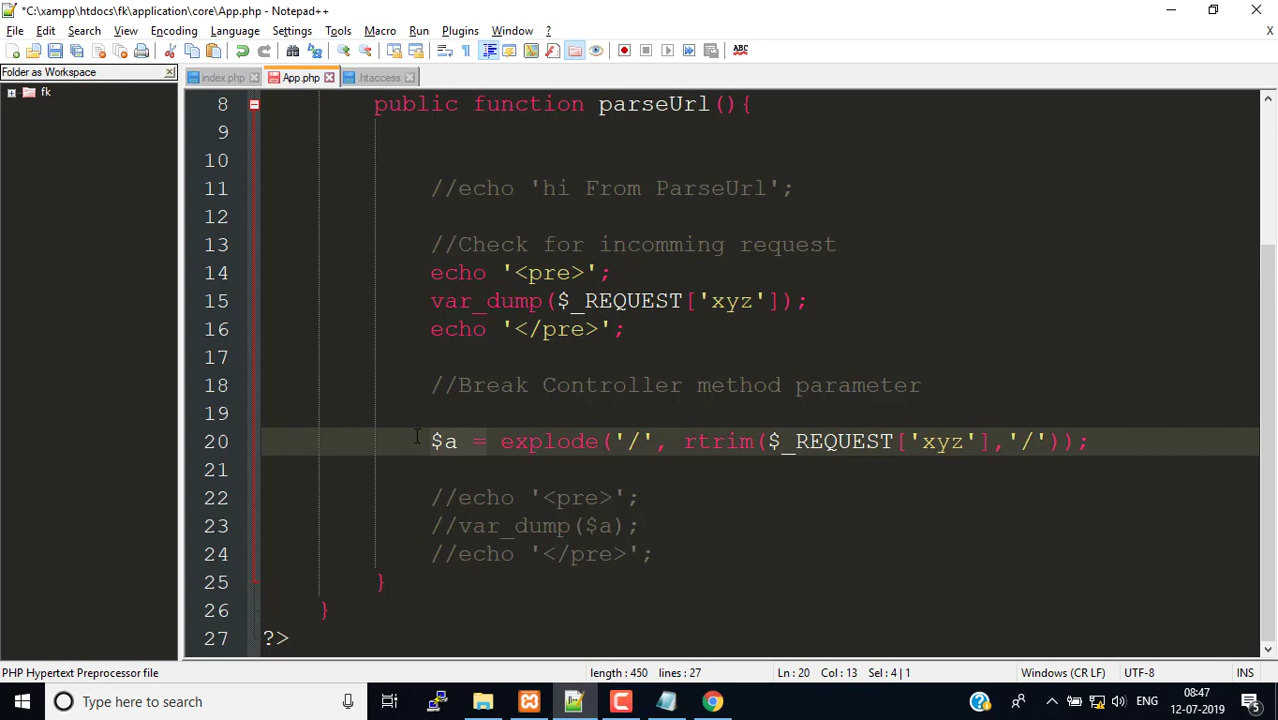 *C:\xampp\htdocs\fk\application\core\App.php - Notepad++
File Edit Search View Encoding Language Settings Tools Macro Run Plugins Window ? X
Folder as Workspace
index.php App.php .htaccess
fk
8 public function parseUrl(){
9
10
11 //echo 'hi From ParseUrl';
12
13 //Check for incomming request
14 echo '<pre>';
15 var_dump($_REQUEST['xyz']);
16 echo '</pre>';
17
18 //Break Controller method parameter
19
20 $a = explode('/', rtrim($_REQUEST['xyz'],'/'));
21
22 //echo '<pre>';
23 //var_dump($a);
24 //echo '</pre>';
25 }
26 }
27 ?>
PHP Hypertext Preprocessor file length : 450 lines : 27 Ln : 20 Col : 13 Sel : 4 | 1 Windows (CR LF) UTF-8 INS
Type here to search ENG 08:47
12-07-2019 5